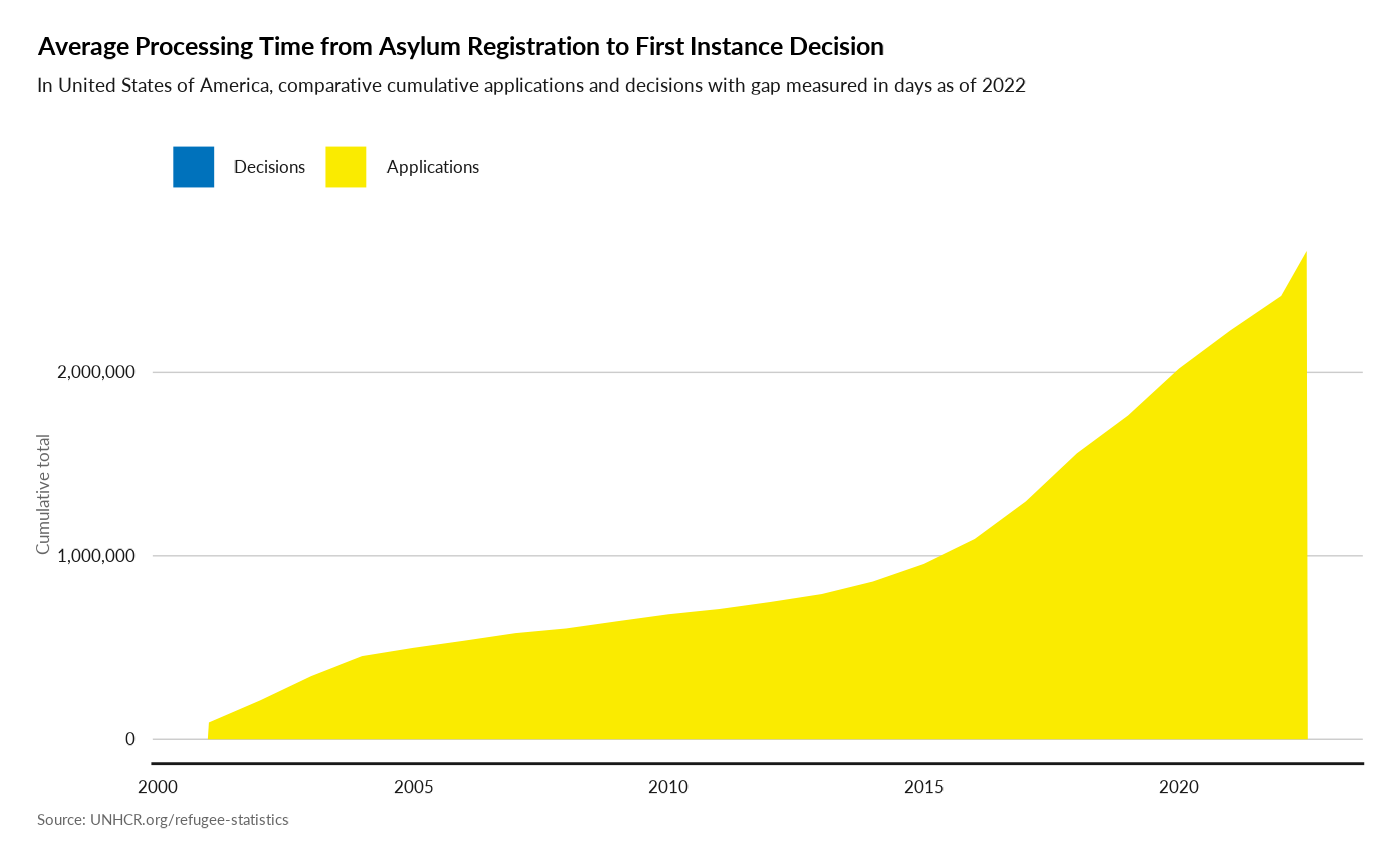 Average Processing Time from Asylum Registration to First Instance Decision
In United States of America, comparative cumulative applications and decisions with gap measured in days as of 2022
Decisions
Applications
2,000,000
Cumulative total
1,000,000
0
2000
2005
2010
2015
2020
Source: UNHCR.org/refugee-statistics